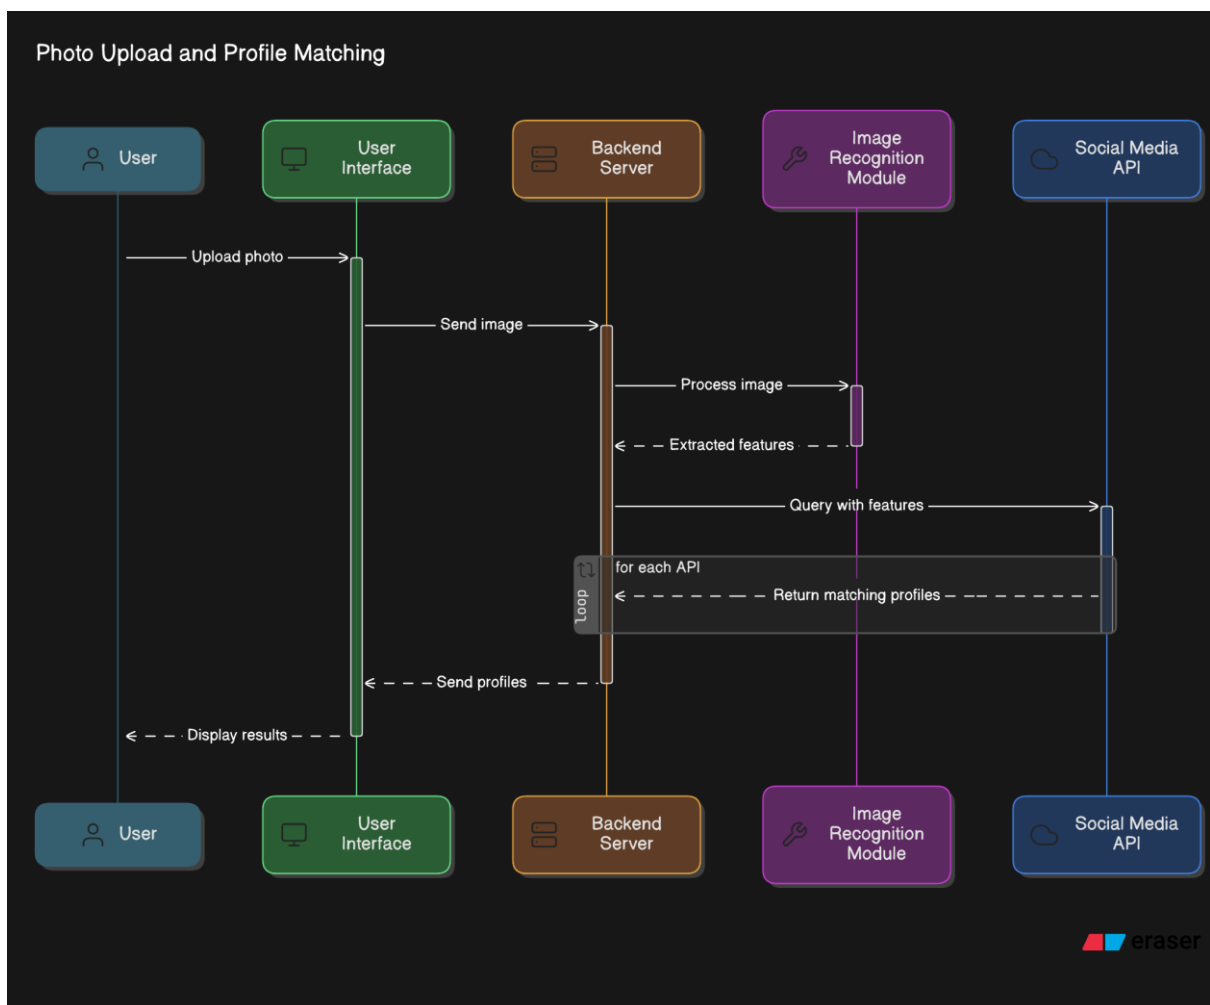 Photo Upload and Profile Matching
User
User
Interface
Backend
Server
Image
Recognition
Module
Social Media
API
Upload photo
Send image
Process image
Extracted features
Query with features
for each API
loop
Return matching profiles
Send profiles
Display results
User
User
Interface
Backend
Server
Image
Recognition
Module
Social Media
API
eraser